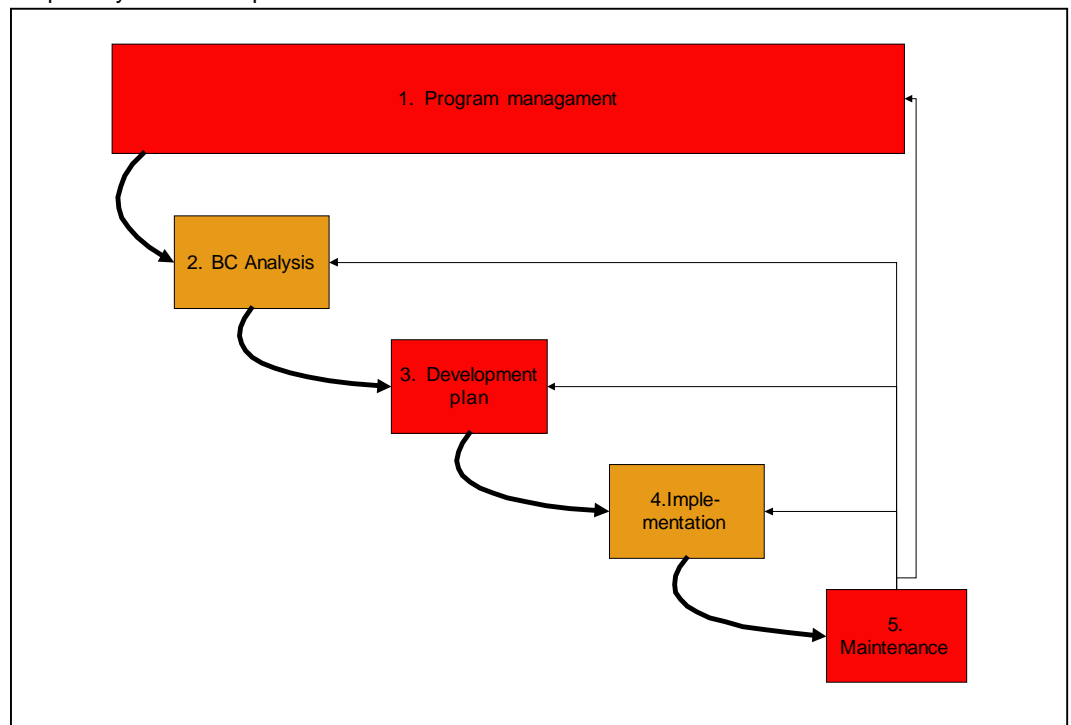 1. Program managament
2. BC Analysis
3. Development
plan
4.Imple-
mentation
5.
Maintenance